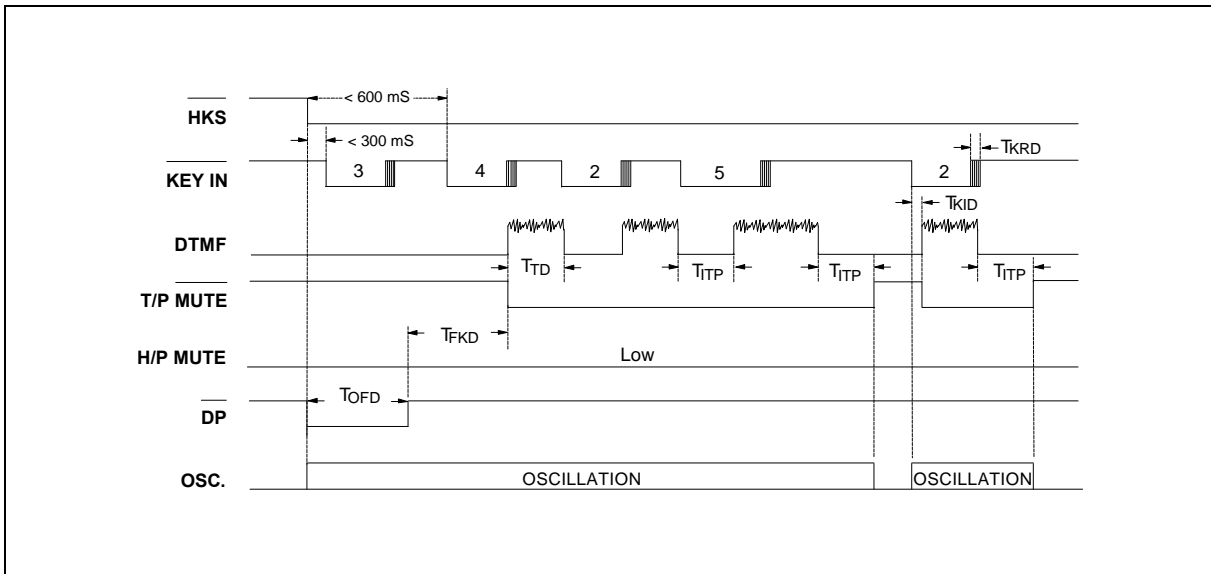 < 600 mS
HKS
< 300 mS
TKRD
KEY IN
3
4
2
5
2
TKID
DTMF
TTD
TITP
TITP
TITP
T/P MUTE
TFKD
H/P MUTE
Low
TOFD
DP
OSC.
OSCILLATION
OSCILLATION